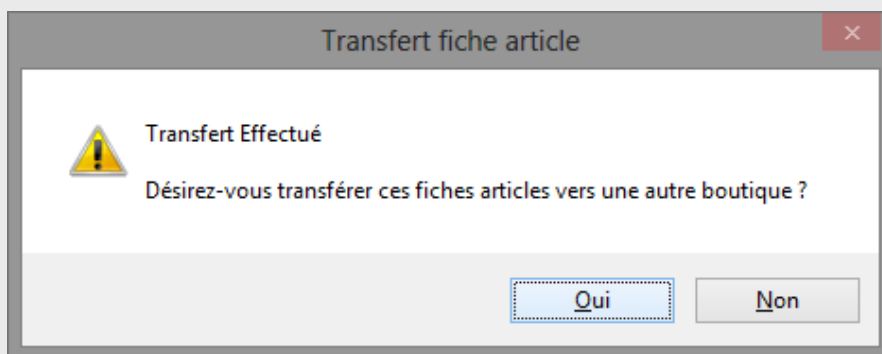 Transfert fiche article
Transfert Effectué
Désirez-vous transférer ces fiches articles vers une autre boutique ?
Oui
Non